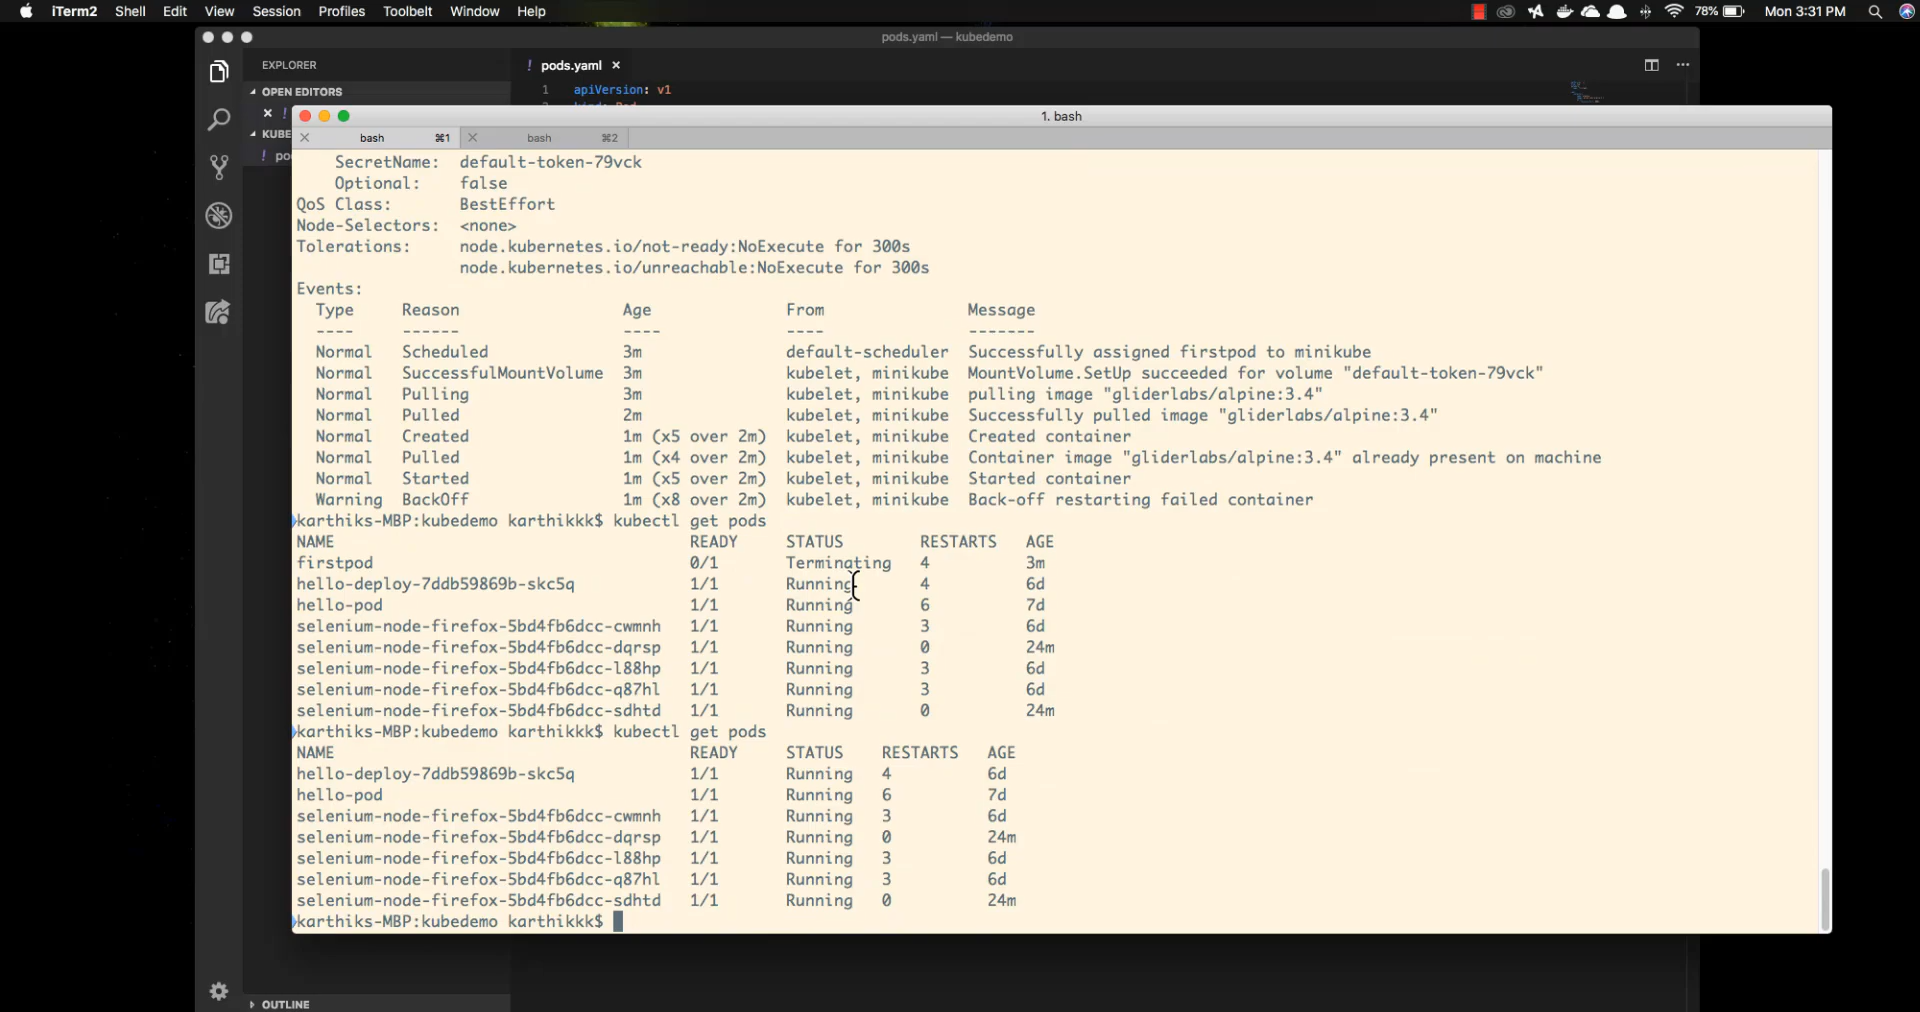 iTerm2 Shell Edit View Session Profiles Toolbelt Window Help 78% Mon 3:31 PM
pods.yaml — kubedemo
EXPLORER
! pods.yaml ×
OPEN EDITORS
1 apiVersion: v1
1. bash
bash ⌘1 bash ⌘2
SecretName: default-token-79vck
Optional: false
QoS Class: BestEffort
Node-Selectors: <none>
Tolerations: node.kubernetes.io/not-ready:NoExecute for 300s
node.kubernetes.io/unreachable:NoExecute for 300s
Events:
Type Reason Age From Message
---- ------ ---- ---- -------
Normal Scheduled 3m default-scheduler Successfully assigned firstpod to minikube
Normal SuccessfulMountVolume 3m kubelet, minikube MountVolume.SetUp succeeded for volume "default-token-79vck"
Normal Pulling 3m kubelet, minikube pulling image "gliderlabs/alpine:3.4"
Normal Pulled 2m kubelet, minikube Successfully pulled image "gliderlabs/alpine:3.4"
Normal Created 1m (x5 over 2m) kubelet, minikube Created container
Normal Pulled 1m (x4 over 2m) kubelet, minikube Container image "gliderlabs/alpine:3.4" already present on machine
Normal Started 1m (x5 over 2m) kubelet, minikube Started container
Warning BackOff 1m (x8 over 2m) kubelet, minikube Back-off restarting failed container
karthiks-MBP:kubedemo karthikkk$ kubectl get pods
NAME READY STATUS RESTARTS AGE
firstpod 0/1 Terminating 4 3m
hello-deploy-7ddb59869b-skc5q 1/1 Running 4 6d
hello-pod 1/1 Running 6 7d
selenium-node-firefox-5bd4fb6dcc-cwmnh 1/1 Running 3 6d
selenium-node-firefox-5bd4fb6dcc-dqrsp 1/1 Running 0 24m
selenium-node-firefox-5bd4fb6dcc-l88hp 1/1 Running 3 6d
selenium-node-firefox-5bd4fb6dcc-q87hl 1/1 Running 3 6d
selenium-node-firefox-5bd4fb6dcc-sdhtd 1/1 Running 0 24m
karthiks-MBP:kubedemo karthikkk$ kubectl get pods
NAME READY STATUS RESTARTS AGE
hello-deploy-7ddb59869b-skc5q 1/1 Running 4 6d
hello-pod 1/1 Running 6 7d
selenium-node-firefox-5bd4fb6dcc-cwmnh 1/1 Running 3 6d
selenium-node-firefox-5bd4fb6dcc-dqrsp 1/1 Running 0 24m
selenium-node-firefox-5bd4fb6dcc-l88hp 1/1 Running 3 6d
selenium-node-firefox-5bd4fb6dcc-q87hl 1/1 Running 3 6d
selenium-node-firefox-5bd4fb6dcc-sdhtd 1/1 Running 0 24m
karthiks-MBP:kubedemo karthikkk$
OUTLINE